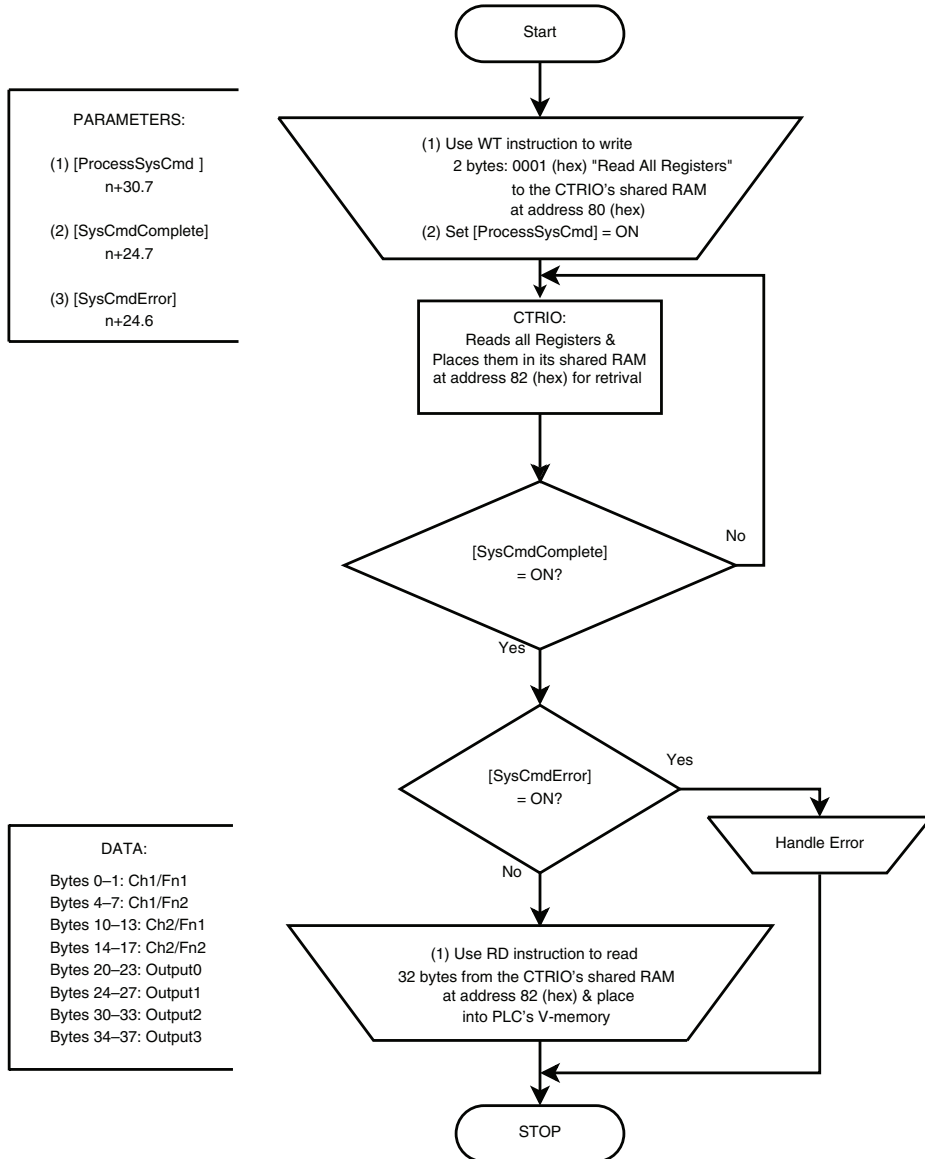 Start
PARAMETERS:
(1) [ProcessSysCmd ]
n+30.7
(2) [SysCmdComplete]
n+24.7
(3) [SysCmdError]
n+24.6
(1) Use WT instruction to write
2 bytes: 0001 (hex) "Read All Registers"
to the CTRIO's shared RAM
at address 80 (hex)
(2) Set [ProcessSysCmd] = ON
CTRIO:
Reads all Registers &
Places them in its shared RAM
at address 82 (hex) for retrival
[SysCmdComplete]
= ON?
No
Yes
[SysCmdError]
= ON?
Yes
No
Handle Error
DATA:
Bytes 0–1: Ch1/Fn1
Bytes 4–7: Ch1/Fn2
Bytes 10–13: Ch2/Fn1
Bytes 14–17: Ch2/Fn2
Bytes 20–23: Output0
Bytes 24–27: Output1
Bytes 30–33: Output2
Bytes 34–37: Output3
(1) Use RD instruction to read
32 bytes from the CTRIO's shared RAM
at address 82 (hex) & place
into PLC's V-memory
STOP